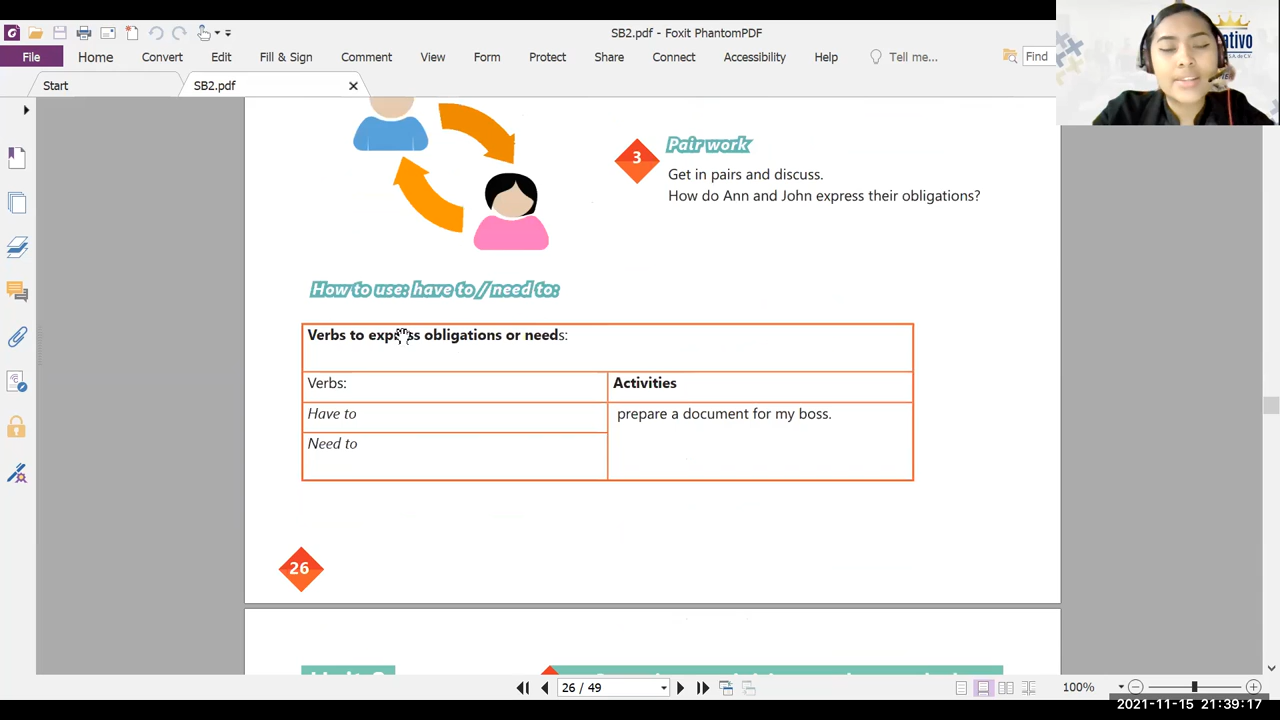 SB2.pdf - Foxit PhantomPDF
File Home Convert Edit Fill & Sign Comment View Form Protect Share Connect Accessibility Help Tell me... Find
Start SB2.pdf
3
Pair work
Get in pairs and discuss.
How do Ann and John express their obligations?
How to use: have to / need to:
Verbs to express obligations or needs:
Verbs: Activities
Have to prepare a document for my boss.
Need to
26
26 / 49 100%
2021-11-15 21:39:17